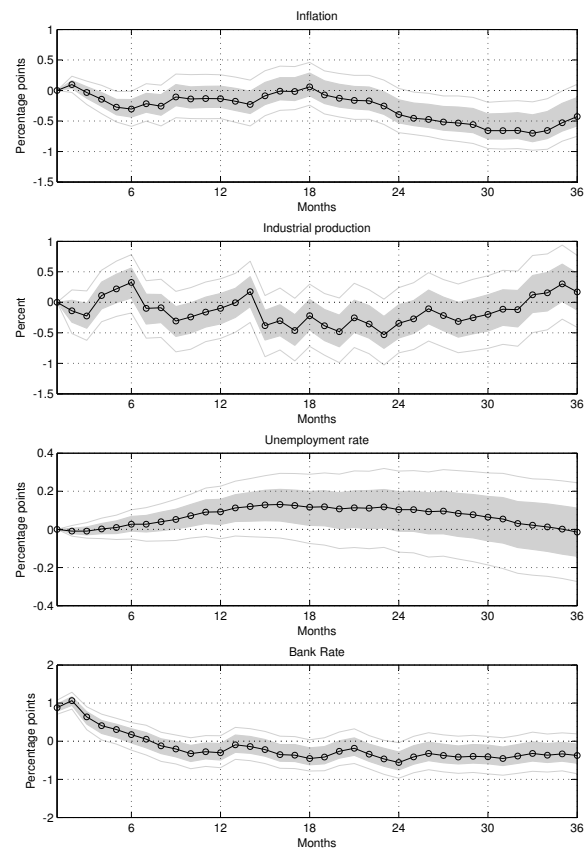 Inflation
1
0.5
0
-0.5
-1
-1.5
Percentage points
6 12 18 24 30 36
Months
Industrial production
1
0.5
0
-0.5
-1
-1.5
Percent
6 12 18 24 30 36
Months
Unemployment rate
0.4
0.2
0
-0.2
-0.4
Percentage points
6 12 18 24 30 36
Months
Bank Rate
2
1
0
-1
-2
Percentage points
6 12 18 24 30 36
Months